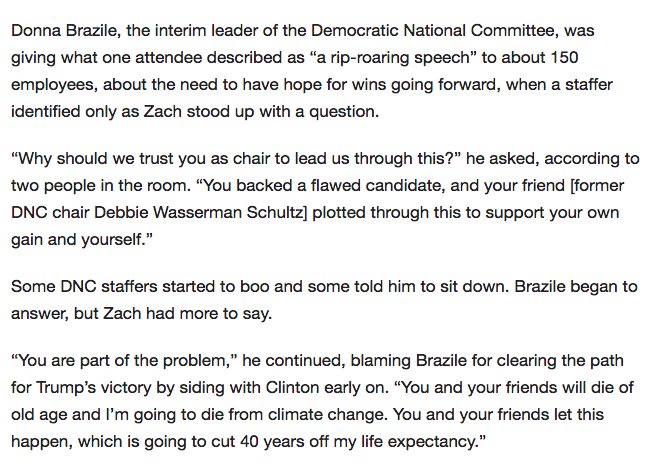 Donna Brazile, the interim leader of the Democratic National Committee, was
giving what one attendee described as “a rip-roaring speech” to about 150
employees, about the need to have hope for wins going forward, when a staffer
identified only as Zach stood up with a question.
“Why should we trust you as chair to lead us through this?” he asked, according to
two people in the room. “You backed a flawed candidate, and your friend [former
DNC chair Debbie Wasserman Schultz] plotted through this to support your own
gain and yourself.”
Some DNC staffers started to boo and some told him to sit down. Brazile began to
answer, but Zach had more to say.
“You are part of the problem,” he continued, blaming Brazile for clearing the path
for Trump’s victory by siding with Clinton early on. “You and your friends will die of
old age and I’m going to die from climate change. You and your friends let this
happen, which is going to cut 40 years off my life expectancy.”